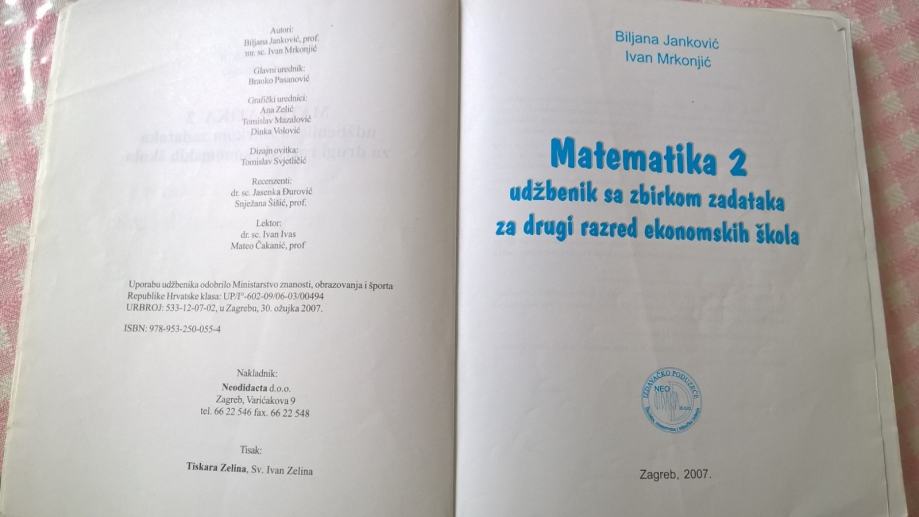 Autori:
Biljana Janković, prof.
mr. sc. Ivan Mrkonjić
Glavni urednik:
Branko Pasanović
Grafički urednici:
Ana Zelić
Tomislav Mazalović
Dinka Volović
Dizajn ovitka:
Tomislav Svjetličić
Recenzenti:
dr. sc. Jasenka Đurović
Snježana Šišić, prof.
Lektor:
dr. sc. Ivan Ivas
Mateo Čakanić, prof
Uporabu udžbenika odobrilo Ministarstvo znanosti, obrazovanja i športa
Republike Hrvatske klasa: UP/I°-602-09/06-03/00494
URBROJ: 533-12-07-02, u Zagrebu, 30. ožujka 2007.
ISBN: 978-953-250-055-4
Nakladnik:
Neodidacta d.o.o.
Zagreb, Varićakova 9
tel. 66 22 546 fax. 66 22 548
Tisak:
Tiskara Zelina, Sv. Ivan Zelina
Biljana Janković
Ivan Mrkonjić
Matematika 2
udžbenik sa zbirkom zadataka
za drugi razred ekonomskih škola
IZDAVAČKO PODUZEĆE
NEO
d.o.o.
Zagreb, 2007.